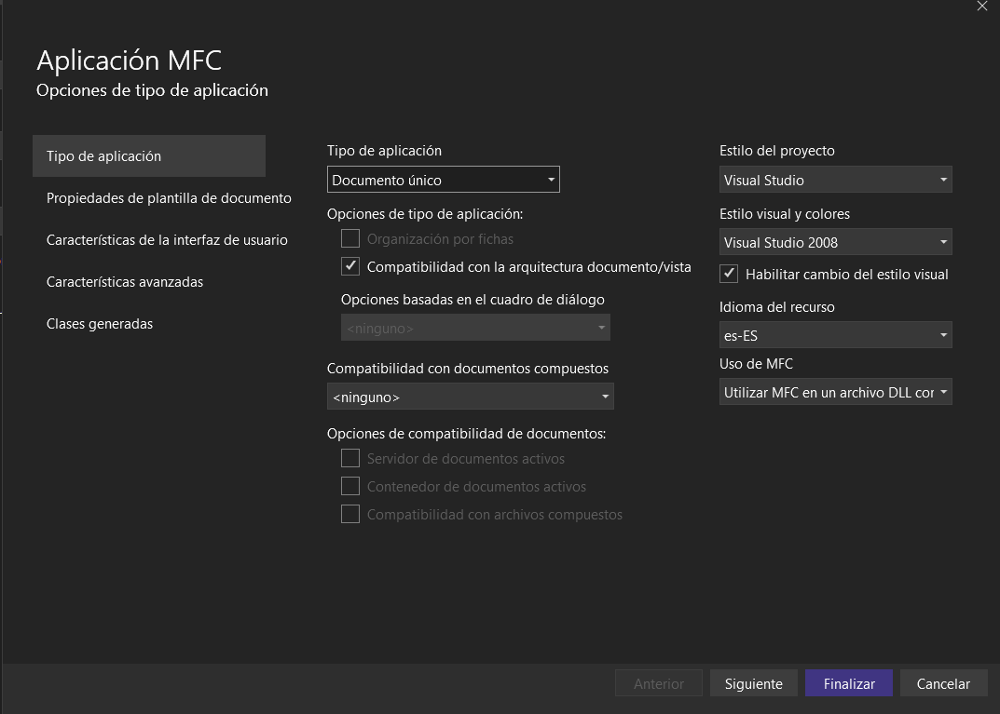 Aplicación MFC
Opciones de tipo de aplicación
Tipo de aplicación
Propiedades de plantilla de documento
Características de la interfaz de usuario
Características avanzadas
Clases generadas
Tipo de aplicación
Documento único
Opciones de tipo de aplicación:
Organización por fichas
Compatibilidad con la arquitectura documento/vista
Opciones basadas en el cuadro de diálogo
<ninguno>
Compatibilidad con documentos compuestos
<ninguno>
Opciones de compatibilidad de documentos:
Servidor de documentos activos
Contenedor de documentos activos
Compatibilidad con archivos compuestos
Estilo del proyecto
Visual Studio
Estilo visual y colores
Visual Studio 2008
Habilitar cambio del estilo visual
Idioma del recurso
es-ES
Uso de MFC
Utilizar MFC en un archivo DLL cor
Anterior
Siguiente
Finalizar
Cancelar